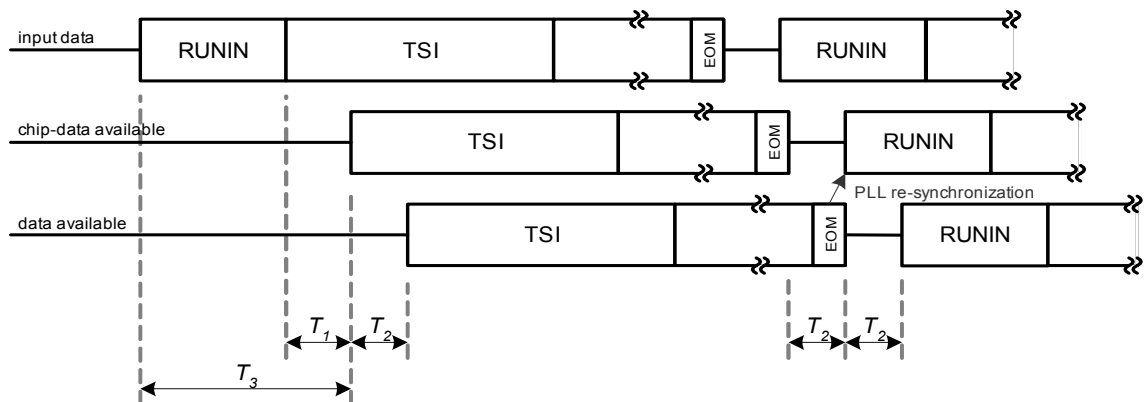 input data
RUNIN
TSI
EOM
RUNIN
chip-data available
TSI
EOM
RUNIN
PLL re-synchronization
data available
TSI
EOM
RUNIN
T1
T2
T2
T2
T3